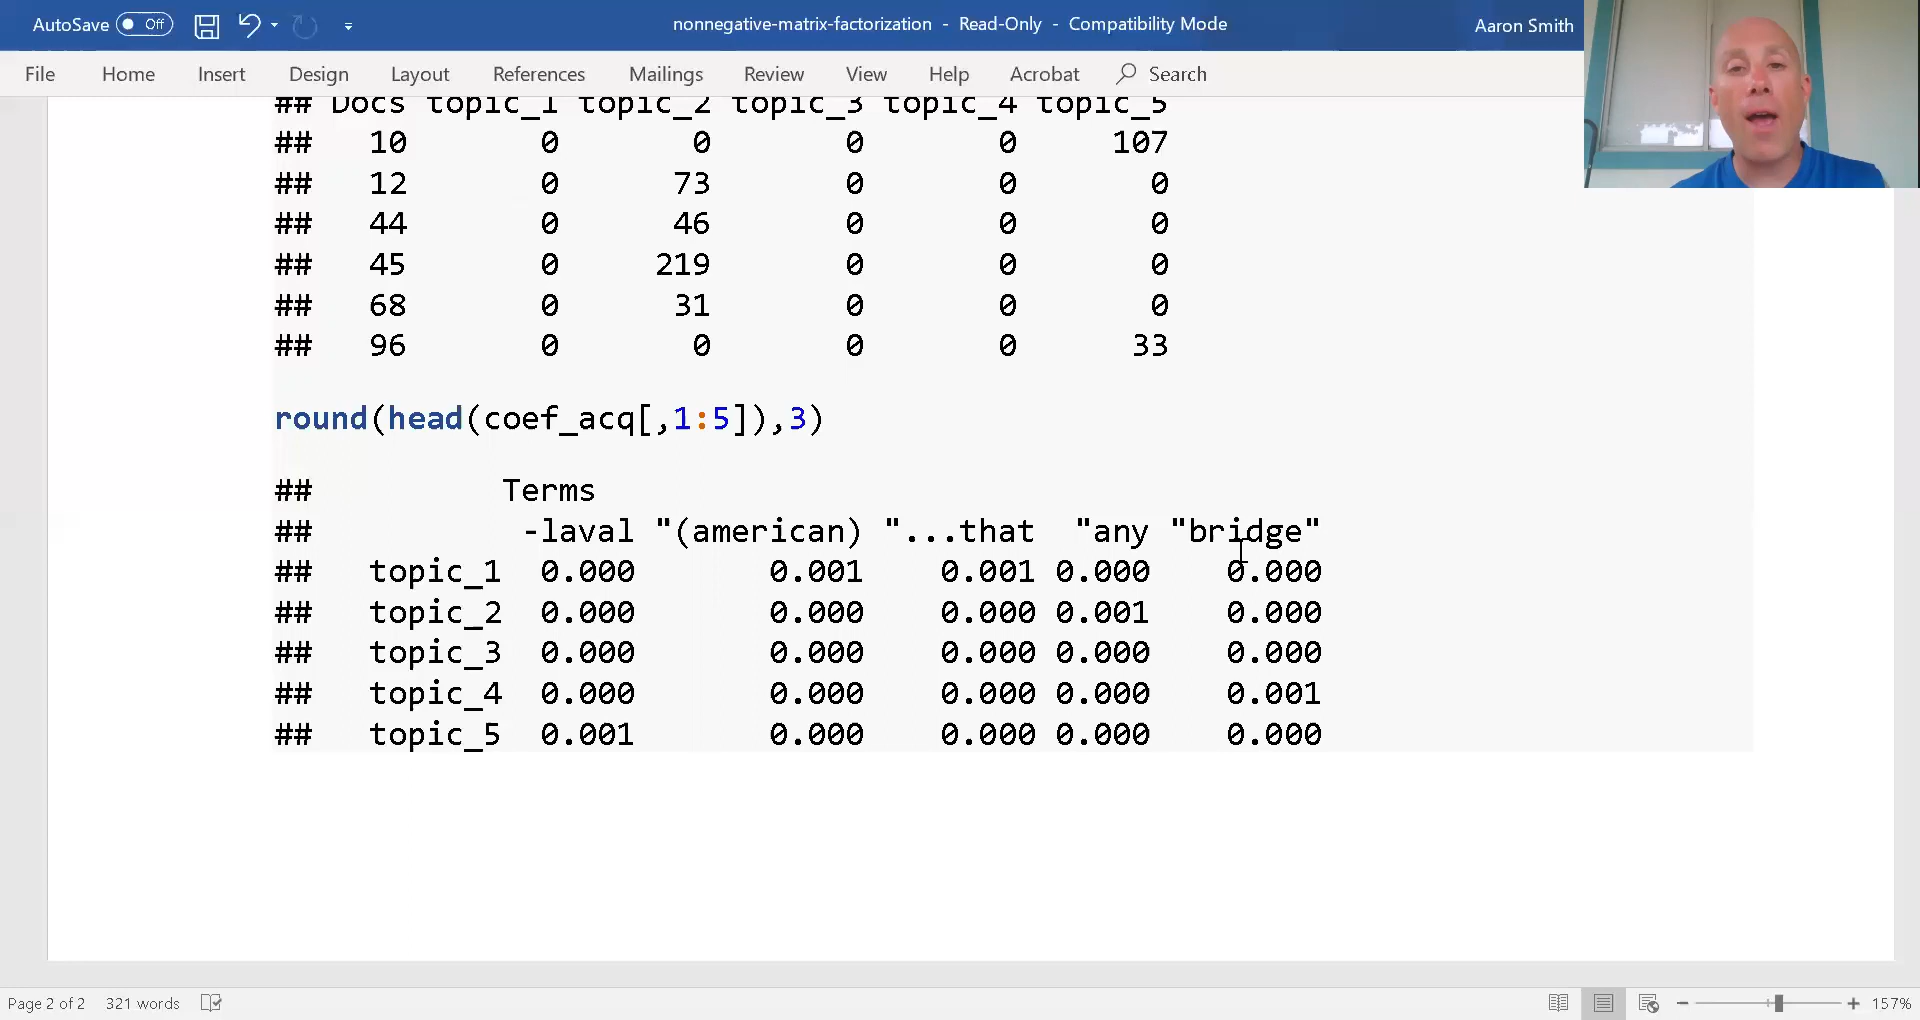 AutoSave Off nonnegative-matrix-factorization - Read-Only - Compatibility Mode Aaron Smith
File Home Insert Design Layout References Mailings Review View Help Acrobat Search
## Docs topic_1 topic_2 topic_3 topic_4 topic_5
## 10 0 0 0 0 107
## 12 0 73 0 0 0
## 44 0 46 0 0 0
## 45 0 219 0 0 0
## 68 0 31 0 0 0
## 96 0 0 0 0 33
round(head(coef_acq[,1:5]),3)
## Terms
## -laval "(american) "...that "any "bridge"
## topic_1 0.000 0.001 0.001 0.000 0.000
## topic_2 0.000 0.000 0.000 0.001 0.000
## topic_3 0.000 0.000 0.000 0.000 0.000
## topic_4 0.000 0.000 0.000 0.000 0.001
## topic_5 0.001 0.000 0.000 0.000 0.000
Page 2 of 2 321 words 157%